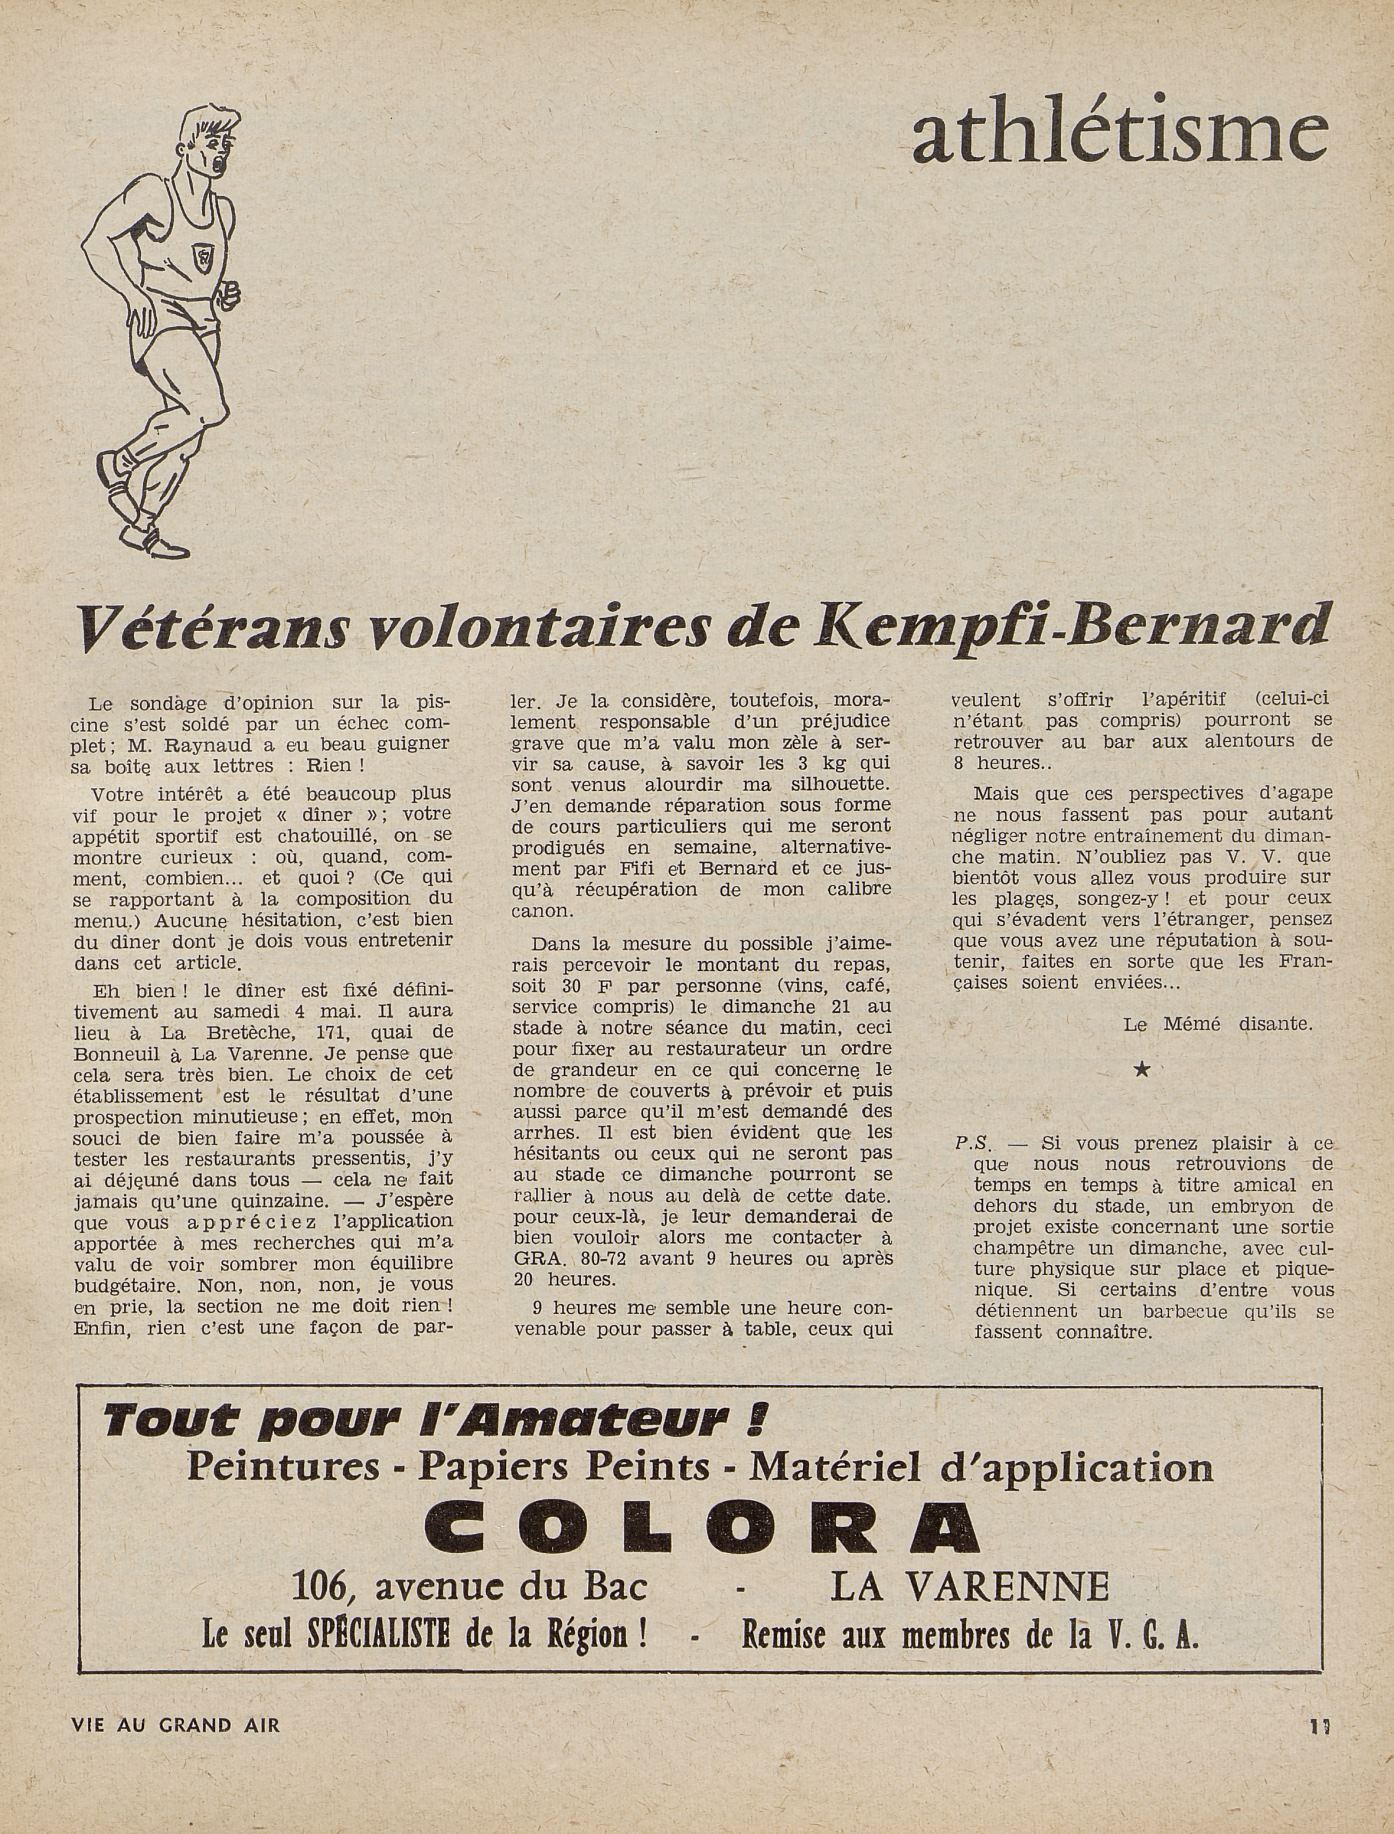 athlétisme
Vétérans volontaires de Kempfi-Bernard
Le sondage d'opinion sur la pis-
cine s'est soldé par un échec com-
plet ; M. Raynaud a eu beau guigner
sa boîte aux lettres : Rien !
Votre intérêt a été beaucoup plus
vif pour le projet « dîner » ; votre
appétit sportif est chatouillé, on se
montre curieux : où, quand, com-
ment, combien... et quoi ? (Ce qui
se rapportant à la composition du
menu.) Aucune hésitation, c'est bien
du dîner dont je dois vous entretenir
dans cet article.
Eh bien ! le dîner est fixé défini-
tivement au samedi 4 mai. Il aura
lieu à La Bretèche, 171, quai de
Bonneuil à La Varenne. Je pense que
cela sera très bien. Le choix de cet
établissement est le résultat d'une
prospection minutieuse ; en effet, mon
souci de bien faire m'a poussée à
tester les restaurants pressentis, j'y
ai déjeuné dans tous — cela ne fait
jamais qu'une quinzaine. — J'espère
que vous appréciez l'application
apportée à mes recherches qui m'a
valu de voir sombrer mon équilibre
budgétaire. Non, non, non, je vous
en prie, la section ne me doit rien !
Enfin, rien c'est une façon de par-
ler. Je la considère, toutefois, mora-
lement responsable d'un préjudice
grave que m'a valu mon zèle à ser-
vir sa cause, à savoir les 3 kg qui
sont venus alourdir ma silhouette.
J'en demande réparation sous forme
de cours particuliers qui me seront
prodigués en semaine, alternative-
ment par Fifi et Bernard et ce jus-
qu'à récupération de mon calibre
canon.
Dans la mesure du possible j'aime-
rais percevoir le montant du repas,
soit 30 F par personne (vins, café,
service compris) le dimanche 21 au
stade à notre séance du matin, ceci
pour fixer au restaurateur un ordre
de grandeur en ce qui concerne le
nombre de couverts à prévoir et puis
aussi parce qu'il m'est demandé des
arrhes. Il est bien évident que les
hésitants ou ceux qui ne seront pas
au stade ce dimanche pourront se
rallier à nous au delà de cette date.
pour ceux-là, je leur demanderai de
bien vouloir alors me contacter à
GRA. 80-72 avant 9 heures ou après
20 heures.
9 heures me semble une heure con-
venable pour passer à table, ceux qui
veulent s'offrir l'apéritif (celui-ci
n'étant pas compris) pourront se
retrouver au bar aux alentours de
8 heures..
Mais que ces perspectives d'agape
ne nous fassent pas pour autant
négliger notre entraînement du diman-
che matin. N'oubliez pas V. V. que
bientôt vous allez vous produire sur
les plages, songez-y ! et pour ceux
qui s'évadent vers l'étranger, pensez
que vous avez une réputation à sou-
tenir, faites en sorte que les Fran-
çaises soient enviées...
Le Mémé disante.
★
P.S. — Si vous prenez plaisir à ce
que nous nous retrouvions de
temps en temps à titre amical en
dehors du stade, un embryon de
projet existe concernant une sortie
champêtre un dimanche, avec cul-
ture physique sur place et pique-
nique. Si certains d'entre vous
détiennent un barbecue qu'ils se
fassent connaître.
Tout pour l'Amateur !
Peintures - Papiers Peints - Matériel d'application
COLORA
106, avenue du Bac - LA VARENNE
Le seul SPÉCIALISTE de la Région ! - Remise aux membres de la V. G. A.
VIE AU GRAND AIR